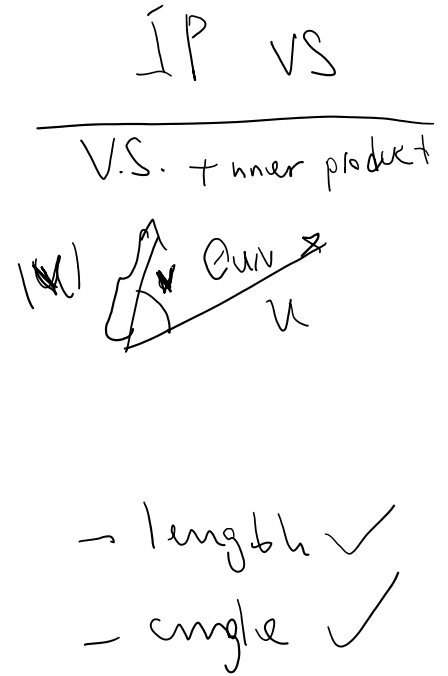 IP VS
V.S. + inner product
|v| v θuv
u
- length ✓
- angle ✓